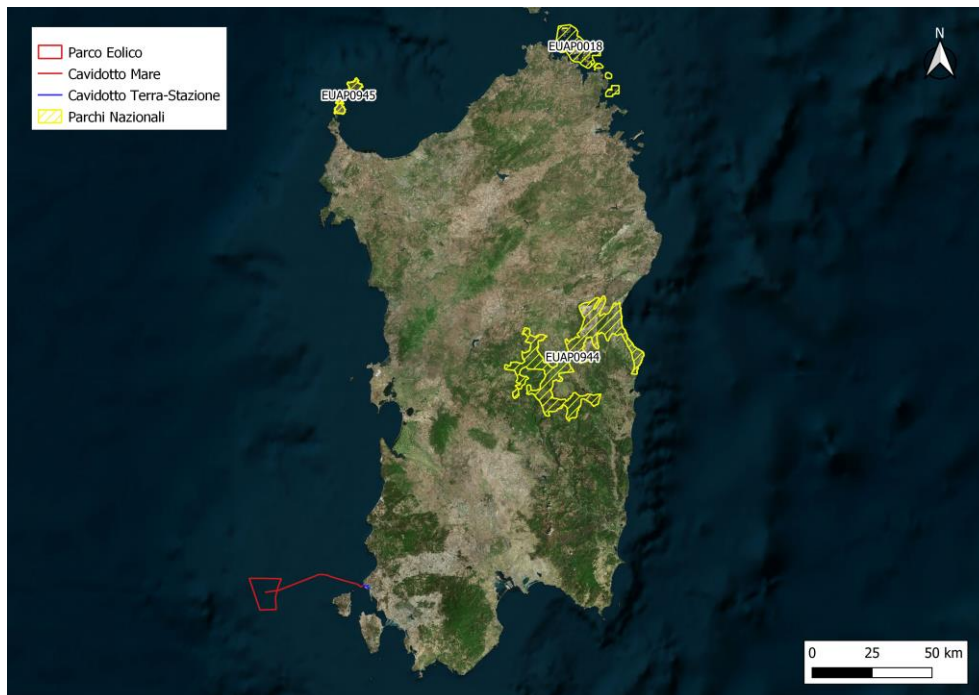 Parco Eolico
Cavidotto Mare
Cavidotto Terra-Stazione
Parchi Nazionali
EUAP0018
N
EUAP0945
EUAP0944
0 25 50 km